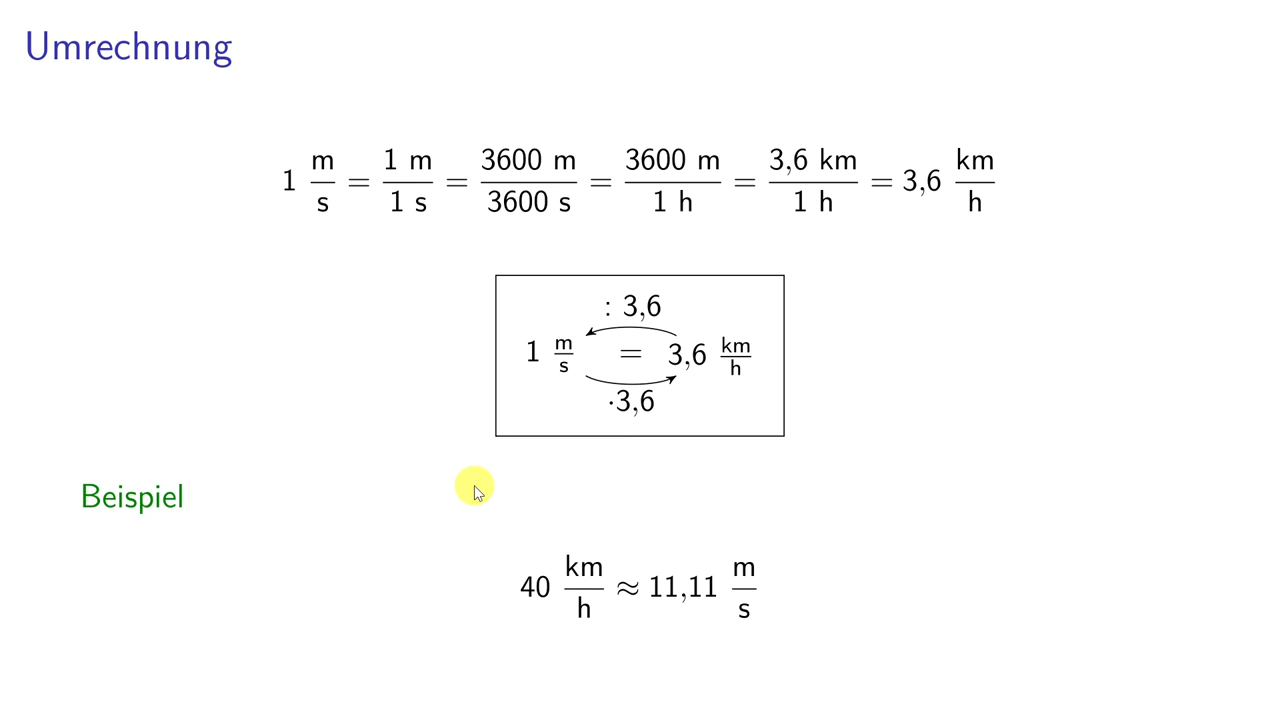 Umrechnung
1 m/s = 1 m/1 s = 3600 m/3600 s = 3600 m/1 h = 3,6 km/1 h = 3,6 km/h
: 3,6
1 m/s = 3,6 km/h
·3,6
Beispiel
40 km/h ≈ 11,11 m/s